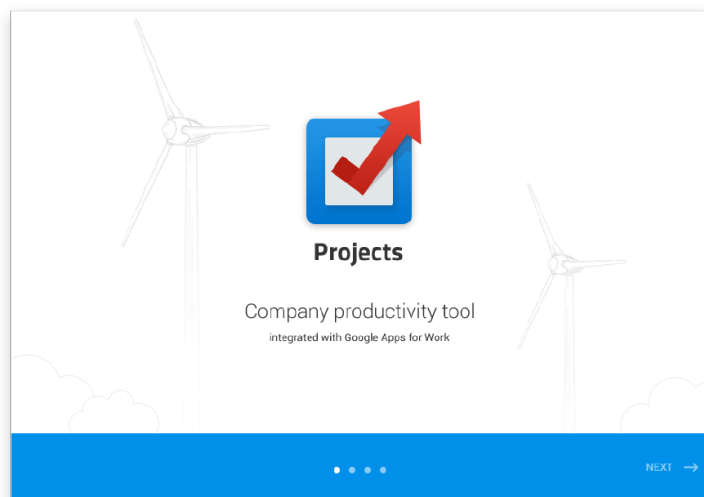 Projects
Company productivity tool
integrated with Google Apps for Work
NEXT